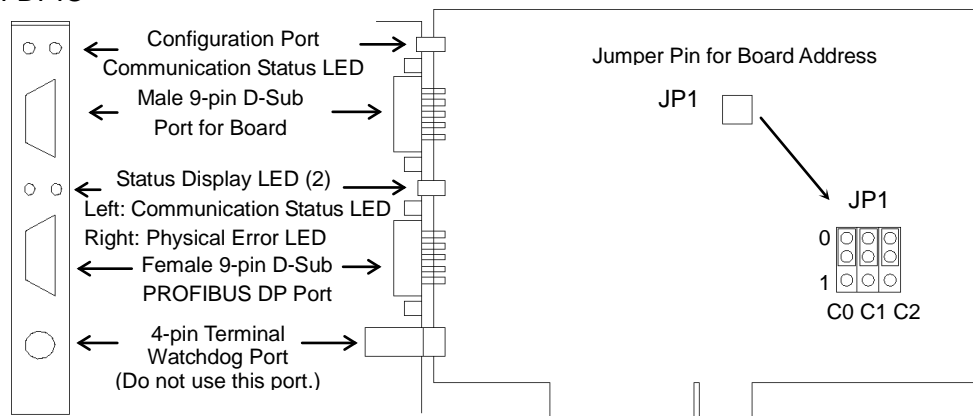 Configuration Port
Communication Status LED
Male 9-pin D-Sub
Port for Board
Status Display LED (2)
Left: Communication Status LED
Right: Physical Error LED
Female 9-pin D-Sub
PROFIBUS DP Port
4-pin Terminal
Watchdog Port
(Do not use this port.)
Jumper Pin for Board Address
JP1
JP1
0
1
C0 C1 C2